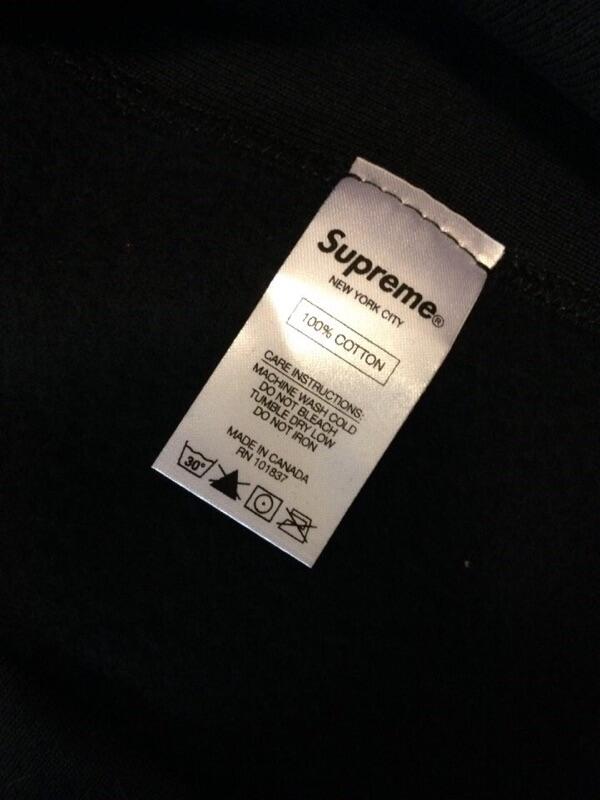 Supreme®
NEW YORK CITY
100% COTTON
CARE INSTRUCTIONS:
MACHINE WASH COLD
DO NOT BLEACH
TUMBLE DRY LOW
DO NOT IRON
MADE IN CANADA
RN 101837
30°